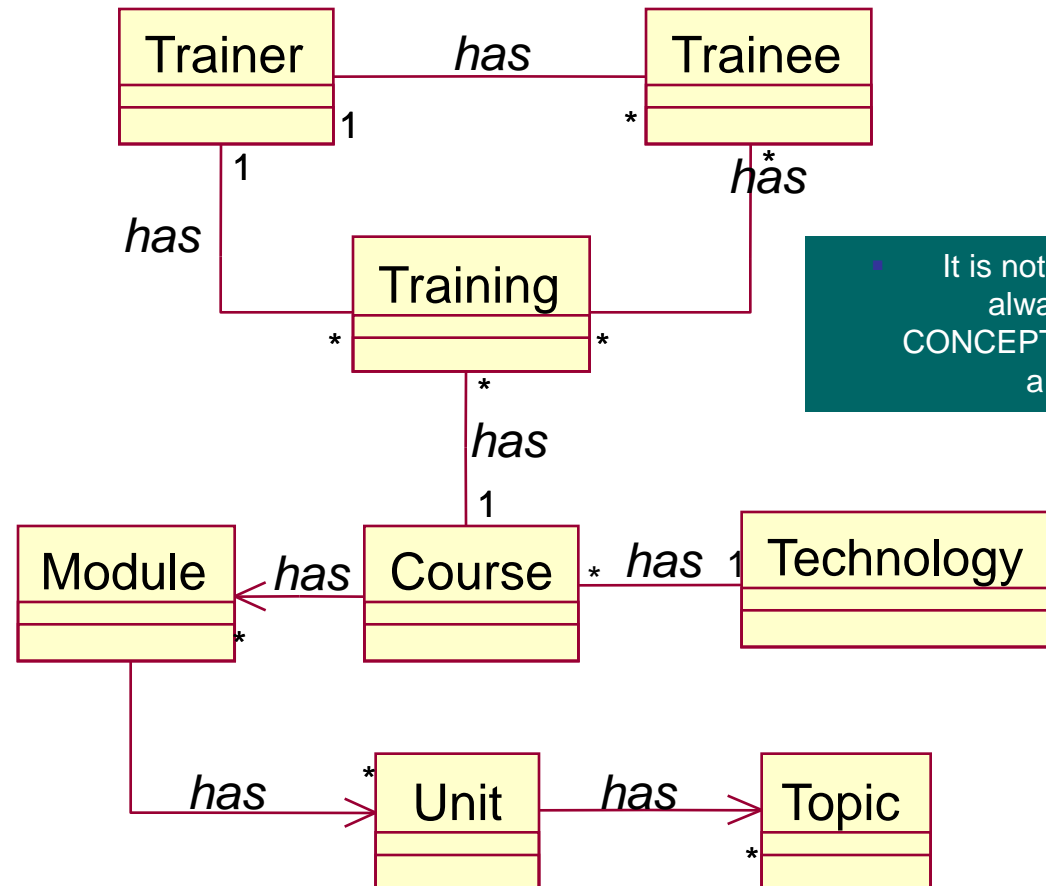 Trainer has Trainee
1 *
1 *
has
has
Training
* *
*
has
1
Module has Course * has 1 Technology
*
has * Unit has Topic
*
It is not
CONCEPT